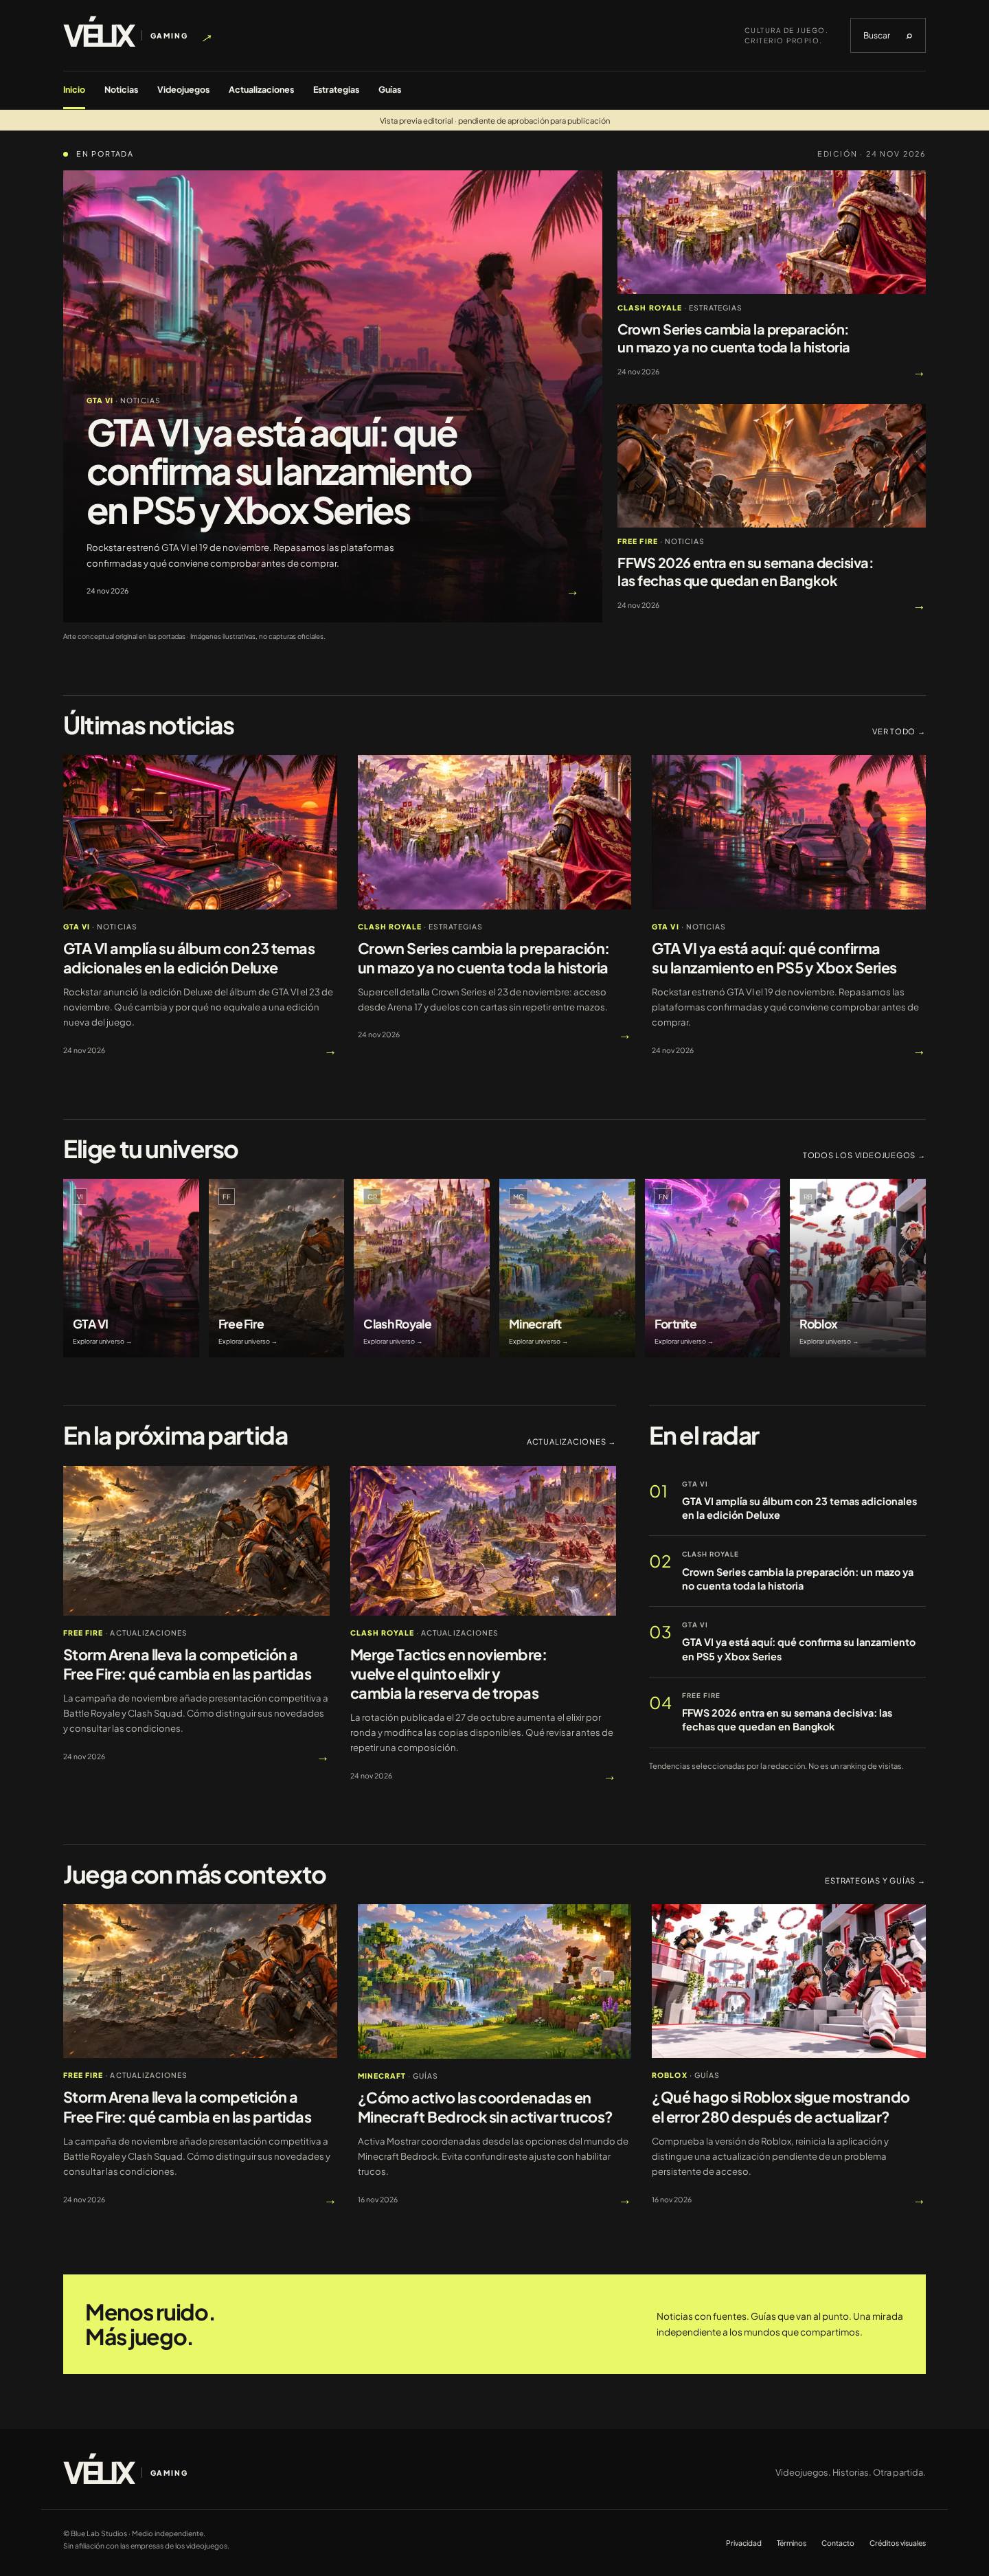 VÉLIX
GAMING
CULTURA DE JUEGO.
CRITERIO PROPIO.
Buscar
Inicio
Noticias
Videojuegos
Actualizaciones
Estrategias
Guías
Vista previa editorial · pendiente de aprobación para publicación
EN PORTADA
EDICIÓN · 24 NOV 2026
GTA VI · NOTICIAS
GTA VI ya está aquí: qué
confirma su lanzamiento
en PS5 y Xbox Series
Rockstar estrenó GTA VI el 19 de noviembre. Repasamos las plataformas
confirmadas y qué conviene comprobar antes de comprar.
24 nov 2026 →
CLASH ROYALE · ESTRATEGIAS
Crown Series cambia la preparación:
un mazo ya no cuenta toda la historia
24 nov 2026 →
FREE FIRE · NOTICIAS
FFWS 2026 entra en su semana decisiva:
las fechas que quedan en Bangkok
24 nov 2026 →
Arte conceptual original en las portadas · Imágenes ilustrativas, no capturas oficiales.
Últimas noticias
VER TODO →
GTA VI · NOTICIAS
GTA VI amplía su álbum con 23 temas
adicionales en la edición Deluxe
Rockstar anunció la edición Deluxe del álbum de GTA VI el 23 de
noviembre. Qué cambia y por qué no equivale a una edición
nueva del juego.
24 nov 2026 →
CLASH ROYALE · ESTRATEGIAS
Crown Series cambia la preparación:
un mazo ya no cuenta toda la historia
Supercell detalla Crown Series el 23 de noviembre: acceso
desde Arena 17 y duelos con cartas sin repetir entre mazos.
24 nov 2026 →
GTA VI · NOTICIAS
GTA VI ya está aquí: qué confirma
su lanzamiento en PS5 y Xbox Series
Rockstar estrenó GTA VI el 19 de noviembre. Repasamos las
plataformas confirmadas y qué conviene comprobar antes de
comprar.
24 nov 2026 →
Elige tu universo
TODOS LOS VIDEOJUEGOS →
VI
GTA VI
Explorar universo →
FF
Free Fire
Explorar universo →
CR
Clash Royale
Explorar universo →
MC
Minecraft
Explorar universo →
FN
Fortnite
Explorar universo →
RB
Roblox
Explorar universo →
En la próxima partida
ACTUALIZACIONES →
FREE FIRE · ACTUALIZACIONES
Storm Arena lleva la competición a
Free Fire: qué cambia en las partidas
La campaña de noviembre añade presentación competitiva a
Battle Royale y Clash Squad. Cómo distinguir sus novedades
y consultar las condiciones.
24 nov 2026 →
CLASH ROYALE · ACTUALIZACIONES
Merge Tactics en noviembre:
vuelve el quinto elixir y
cambia la reserva de tropas
La rotación publicada el 27 de octubre aumenta el elixir por
ronda y modifica las copias disponibles. Qué revisar antes de
repetir una composición.
24 nov 2026 →
En el radar
01
GTA VI
GTA VI amplía su álbum con 23 temas adicionales
en la edición Deluxe
02
CLASH ROYALE
Crown Series cambia la preparación: un mazo ya
no cuenta toda la historia
03
GTA VI
GTA VI ya está aquí: qué confirma su lanzamiento
en PS5 y Xbox Series
04
FREE FIRE
FFWS 2026 entra en su semana decisiva: las
fechas que quedan en Bangkok
Tendencias seleccionadas por la redacción. No es un ranking de visitas.
Juega con más contexto
ESTRATEGIAS Y GUÍAS →
FREE FIRE · ACTUALIZACIONES
Storm Arena lleva la competición a
Free Fire: qué cambia en las partidas
La campaña de noviembre añade presentación competitiva a
Battle Royale y Clash Squad. Cómo distinguir sus novedades y
consultar las condiciones.
24 nov 2026 →
MINECRAFT · GUÍAS
¿Cómo activo las coordenadas en
Minecraft Bedrock sin activar trucos?
Activa Mostrar coordenadas desde las opciones del mundo de
Minecraft Bedrock. Evita confundir este ajuste con habilitar
trucos.
16 nov 2026 →
ROBLOX · GUÍAS
¿Qué hago si Roblox sigue mostrando
el error 280 después de actualizar?
Comprueba la versión de Roblox, reinicia la aplicación y
distingue una actualización pendiente de un problema
persistente de acceso.
16 nov 2026 →
Menos ruido.
Más juego.
Noticias con fuentes. Guías que van al punto. Una mirada
independiente a los mundos que compartimos.
VÉLIX
GAMING
Videojuegos. Historias. Otra partida.
© Blue Lab Studios · Medio independiente.
Sin afiliación con las empresas de los videojuegos.
Privacidad
Términos
Contacto
Créditos visuales